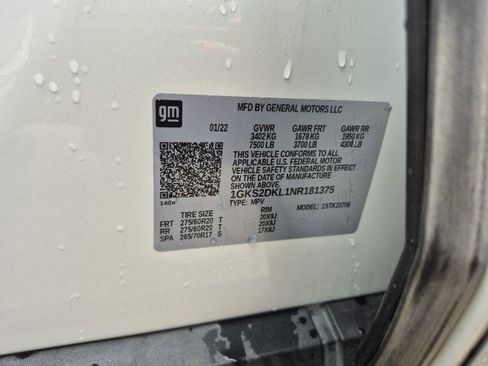 gm
MFD BY GENERAL MOTORS LLC
01/22 GVWR GAWR FRT GAWR RR
3402 KG 1678 KG 1950 KG
7500 LB 3700 LB 4300 LB
THIS VEHICLE CONFORMS TO ALL
APPLICABLE U.S. FEDERAL MOTOR
VEHICLE SAFETY STANDARDS IN EFFECT
ON THE DATE OF MANUFACTURE
SHOWN ABOVE.
1GKS2DKL1NR181375
TYPE: MPV MODEL: 1STK10706
140X
TIRE SIZE RIM
FRT 275/60R20 T 20X9J
RR 275/60R20 T 20X9J
SPA 265/70R17 S 17X8J